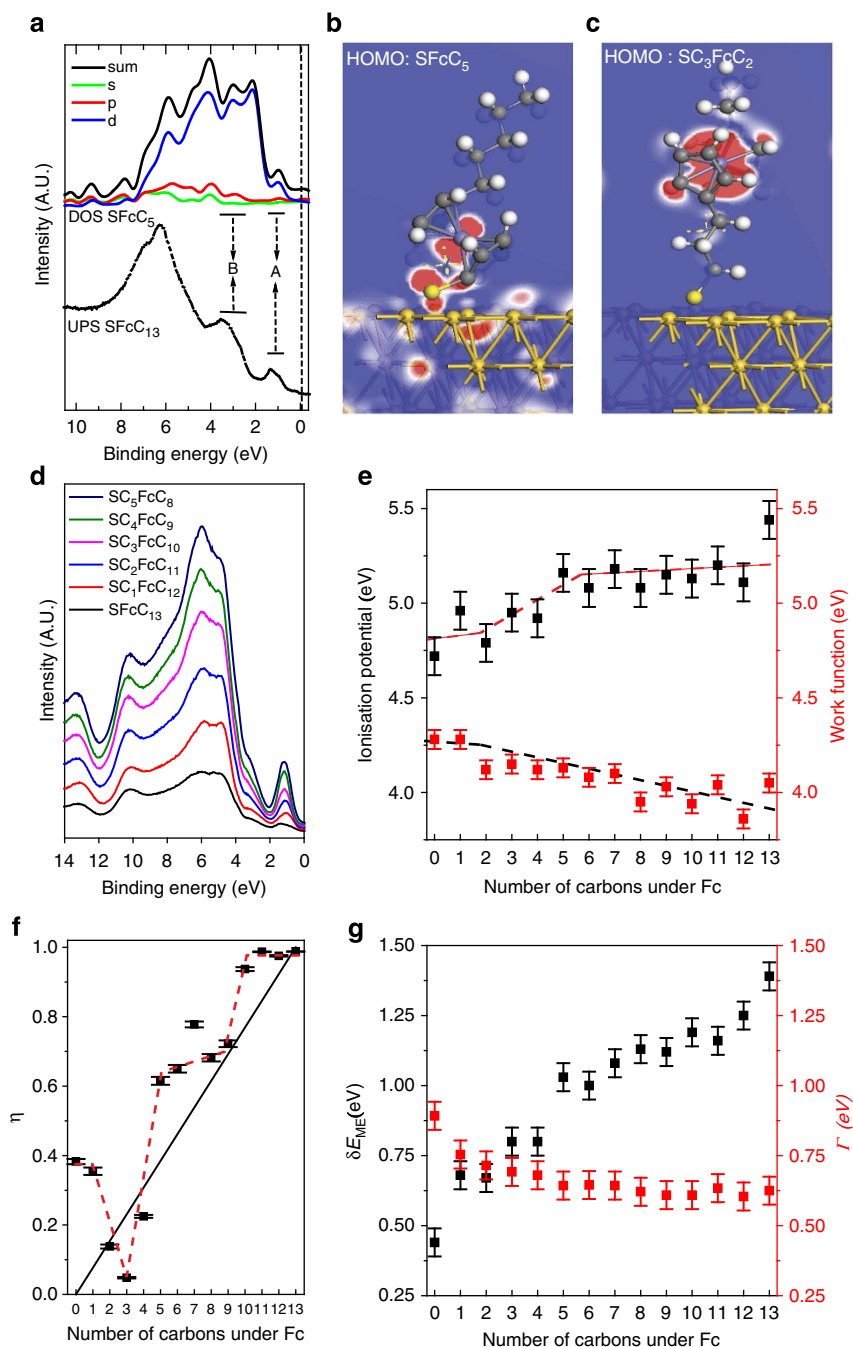 a
sum
s
p
d
DOS SFcC5
B
A
UPS SFcC13
Intensity (A.U.)
10 8 6 4 2 0
Binding energy (eV)
b
HOMO: SFcC5
c
HOMO : SC3FcC2
d
SC5FcC8
SC4FcC9
SC3FcC10
SC2FcC11
SC1FcC12
SFcC13
Intensity (A.U.)
14 12 10 8 6 4 2 0
Binding energy (eV)
e
5.5
5.0
4.5
4.0
Ionisation potential (eV)
5.5
5.0
4.5
4.0
Work function (eV)
0 1 2 3 4 5 6 7 8 9 10 11 12 13
Number of carbons under Fc
f
1.0
0.8
0.6
0.4
0.2
0.0
η
0 1 2 3 4 5 6 7 8 9 10 11 12 13
Number of carbons under Fc
g
1.50
1.25
1.00
0.75
0.50
0.25
δEME(eV)
1.50
1.25
1.00
0.75
0.50
0.25
Γ (eV)
0 1 2 3 4 5 6 7 8 9 10 11 12 13
Number of carbons under Fc